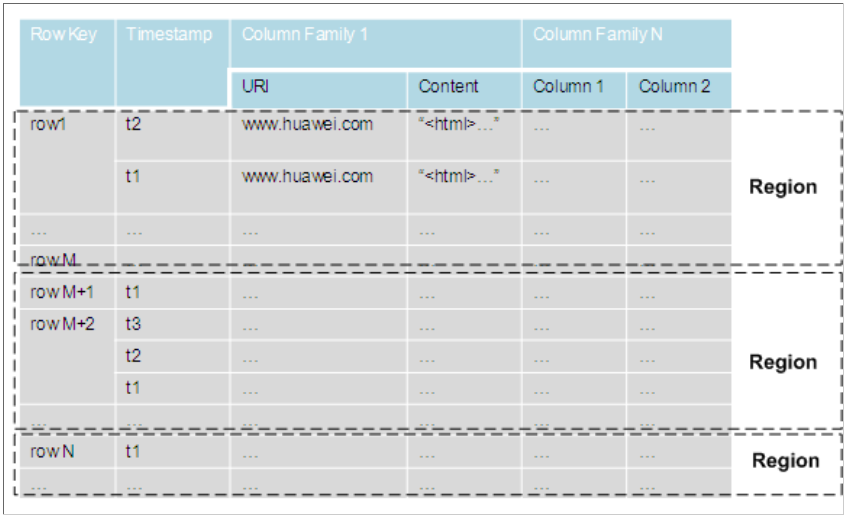 Row Key Timestamp Column Family 1 Column Family N
URI Content Column 1 Column 2
row1 t2 www.huawei.com "<html>..." ... ...
t1 www.huawei.com "<html>..." ... ...
Region
... ... ... ... ... ...
row M ... ... ... ... ...
row M+1 t1 ... ... ... ...
row M+2 t3 ... ... ... ...
t2 ... ... ... ...
Region
t1 ... ... ... ...
... ... ... ... ... ...
row N t1 ... ... ... ...
Region
... ... ... ... ... ...